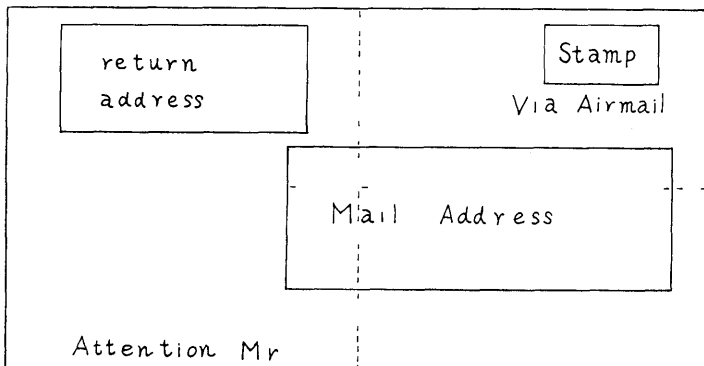 return
address
Stamp
Via Airmail
Mail Address
Attention Mr